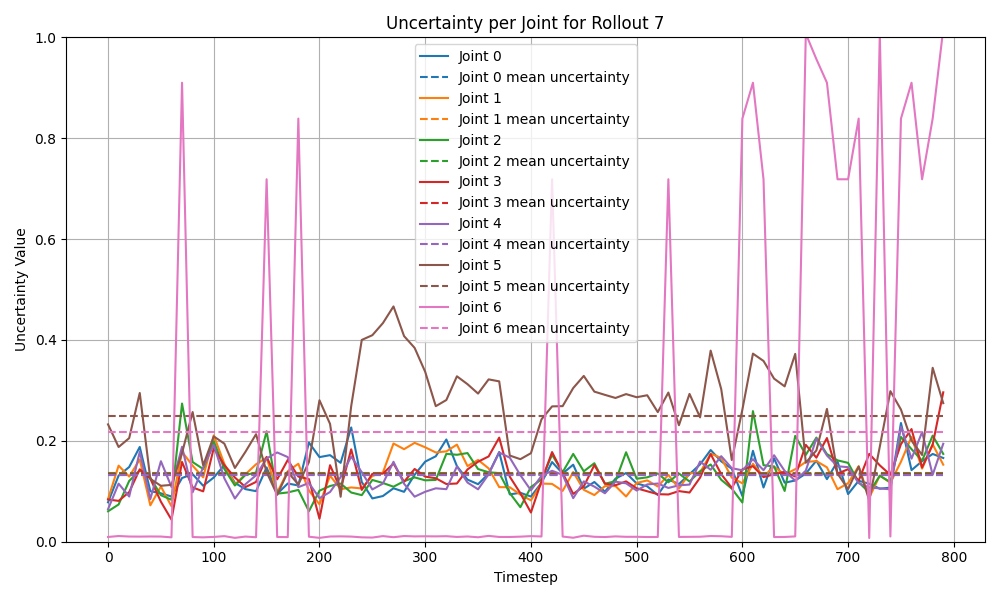 Uncertainty per Joint for Rollout 7
Uncertainty Value
1.0
0.8
0.6
0.4
0.2
0.0
Joint 0
Joint 0 mean uncertainty
Joint 1
Joint 1 mean uncertainty
Joint 2
Joint 2 mean uncertainty
Joint 3
Joint 3 mean uncertainty
Joint 4
Joint 4 mean uncertainty
Joint 5
Joint 5 mean uncertainty
Joint 6
Joint 6 mean uncertainty
0 100 200 300 400 500 600 700 800
Timestep